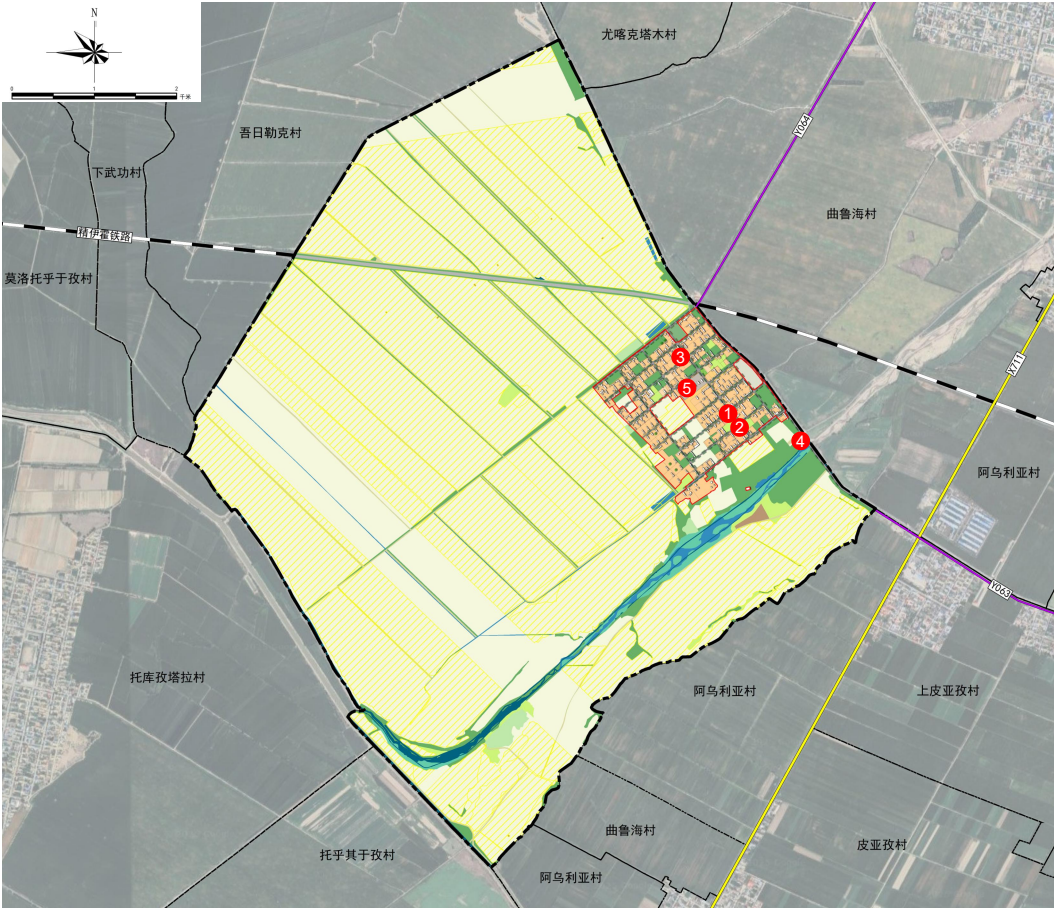 N
0 1 2
千米
尤喀克塔木村
Y064
吾日勒克村
下武功村
曲鲁海村
精伊霍铁路
莫洛托乎于孜村
X711
3
5
1
2
4
阿乌利亚村
Y063
托库孜塔拉村
阿乌利亚村
上皮亚孜村
曲鲁海村
皮亚孜村
托乎其于孜村
阿乌利亚村